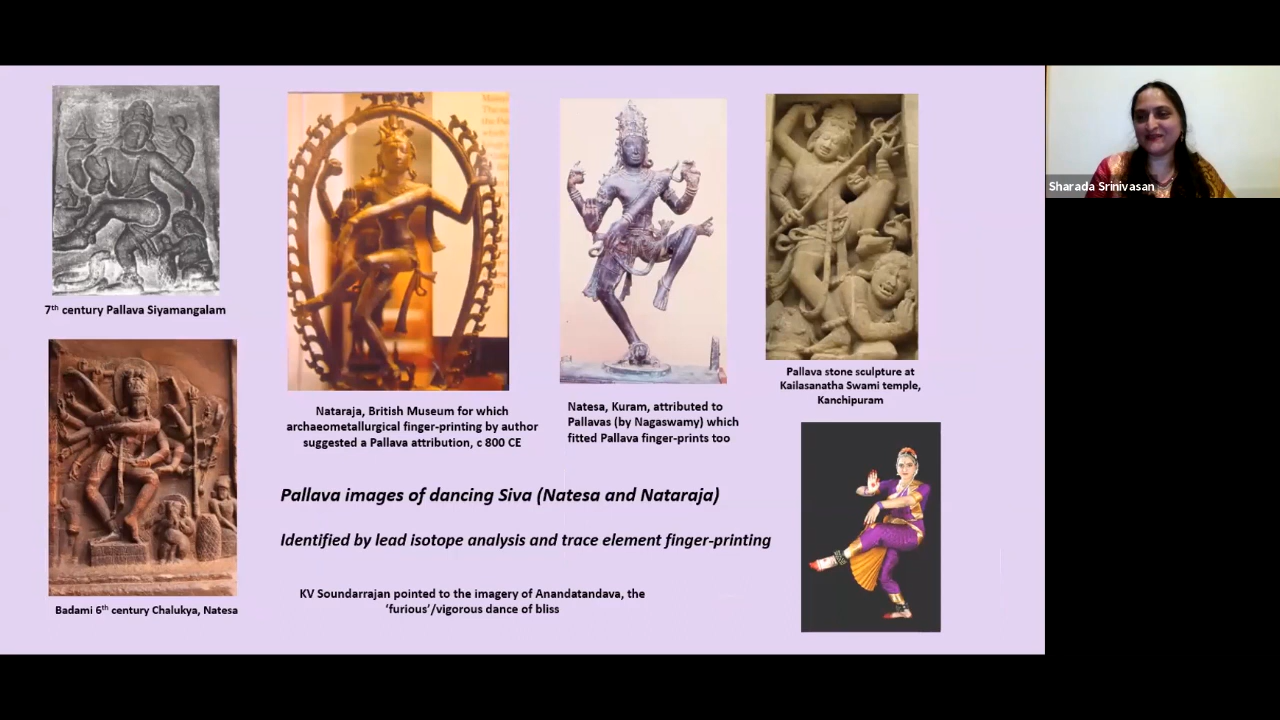 7th century Pallava Siyamangalam
Badami 6th century Chalukya, Natesa
Nataraja, British Museum for which
archaeometallurgical finger-printing by author
suggested a Pallava attribution, c 800 CE
Natesa, Kuram, attributed to
Pallavas (by Nagaswamy) which
fitted Pallava finger-prints too
Pallava stone sculpture at
Kailasanatha Swami temple,
Kanchipuram
Pallava images of dancing Siva (Natesa and Nataraja)
Identified by lead isotope analysis and trace element finger-printing
KV Soundarrajan pointed to the imagery of Anandatandava, the
‘furious’/vigorous dance of bliss
Sharada Srinivasan